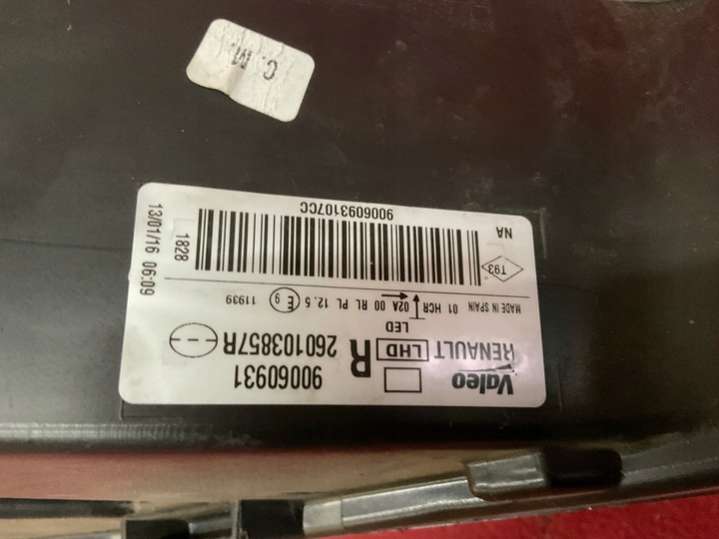 Valeo 90060931
RENAULT LHD R 260103857R
LED
MADE IN SPAIN 01 HCR 02A 00 RL PL 12.5 E9 11939
T93
1828
NA
9006093107CC
13/01/16 06:09
C.M.